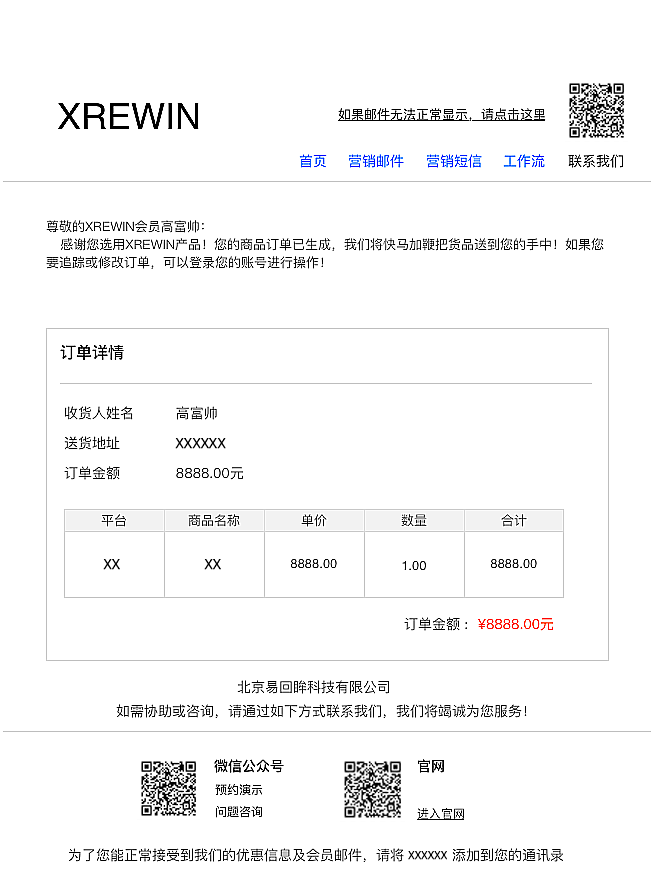 XREWIN
如果邮件无法正常显示，请点击这里
首页 营销邮件 营销短信 工作流 联系我们
尊敬的XREWIN会员高富帅：
感谢您选用XREWIN产品！您的商品订单已生成，我们将快马加鞭把货品送到您的手中！如果您
要追踪或修改订单，可以登录您的账号进行操作！
订单详情
收货人姓名 高富帅
送货地址 XXXXXX
订单金额 8888.00元
平台 商品名称 单价 数量 合计
XX XX 8888.00 1.00 8888.00
订单金额： ¥8888.00元
北京易回眸科技有限公司
如需协助或咨询，请通过如下方式联系我们，我们将竭诚为您服务！
微信公众号 官网
预约演示
问题咨询 进入官网
为了您能正常接受到我们的优惠信息及会员邮件，请将 XXXXXX 添加到您的通讯录